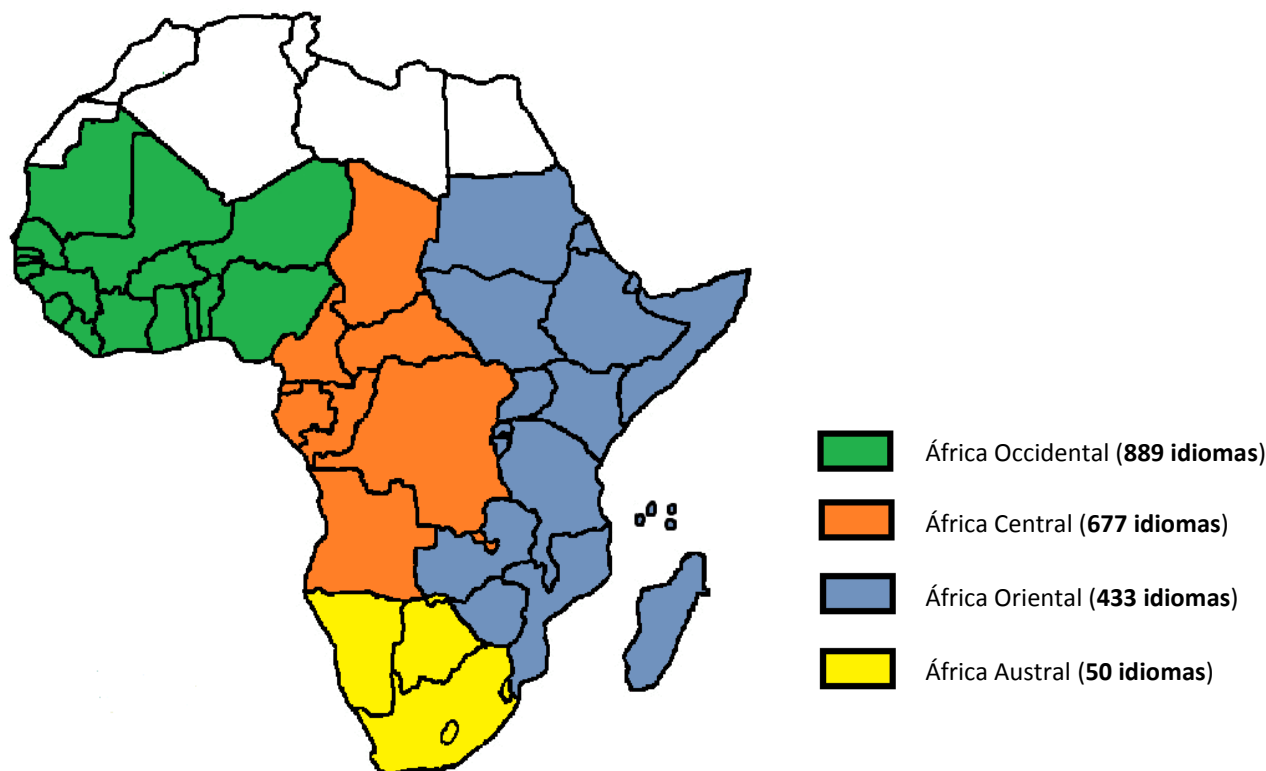 África Occidental (889 idiomas)
África Central (677 idiomas)
África Oriental (433 idiomas)
África Austral (50 idiomas)